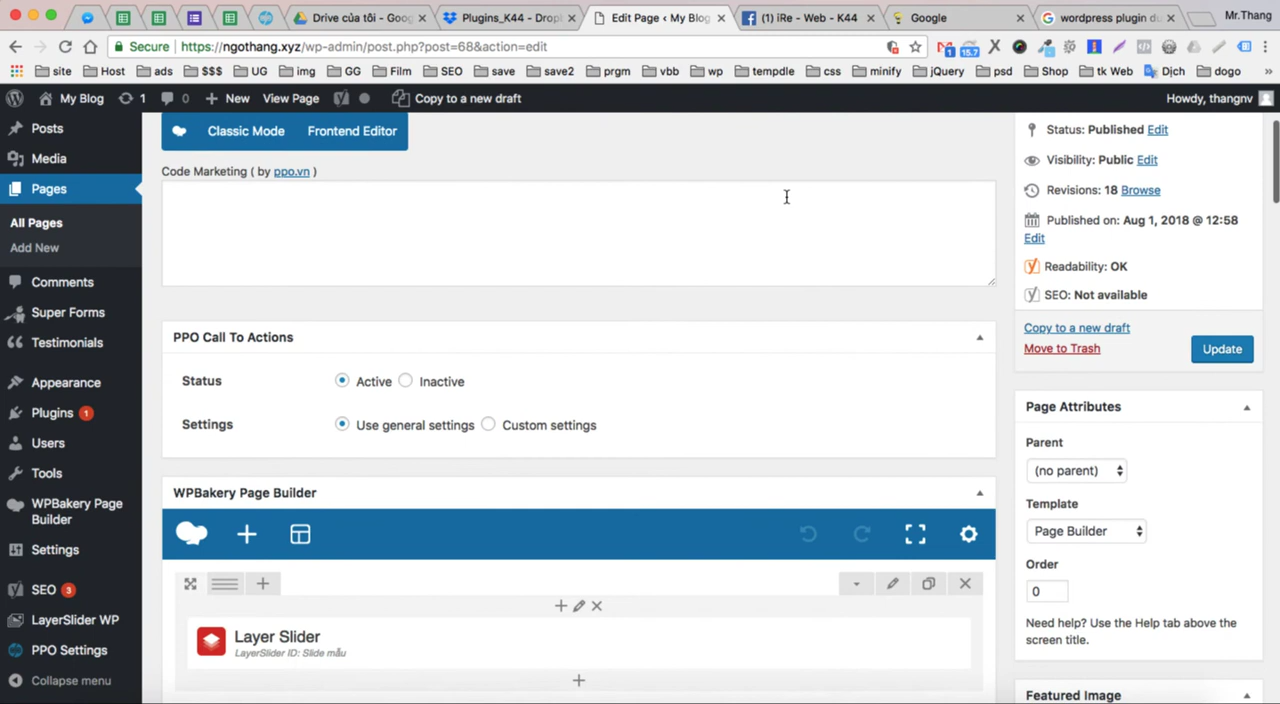 Drive của tôi - Goog
Plugins_K44 - Dropb
Edit Page ‹ My Blog
(1) iRe - Web - K44
Google
wordpress plugin du
Mr.Thang
Secure
https://ngothang.xyz/wp-admin/post.php?post=68&action=edit
1
15.7
site
Host
ads
$$$
UG
img
GG
Film
SEO
save
save2
prgm
vbb
wp
tempdle
css
minify
jQuery
psd
Shop
tk Web
Dịch
dogo
»
My Blog
1
0
New
View Page
Copy to a new draft
Howdy, thangnv
Posts
Media
Pages
All Pages
Add New
Comments
Super Forms
Testimonials
Appearance
Plugins 1
Users
Tools
WPBakery Page
Builder
Settings
SEO 3
LayerSlider WP
PPO Settings
Collapse menu
Classic Mode
Frontend Editor
Code Marketing ( by ppo.vn )
PPO Call To Actions
Status
Active
Inactive
Settings
Use general settings
Custom settings
WPBakery Page Builder
Layer Slider
LayerSlider ID: Slide mẫu
Status: Published Edit
Visibility: Public Edit
Revisions: 18 Browse
Published on: Aug 1, 2018 @ 12:58
Edit
Readability: OK
SEO: Not available
Copy to a new draft
Move to Trash
Update
Page Attributes
Parent
(no parent)
Template
Page Builder
Order
0
Need help? Use the Help tab above the
screen title.
Featured Image